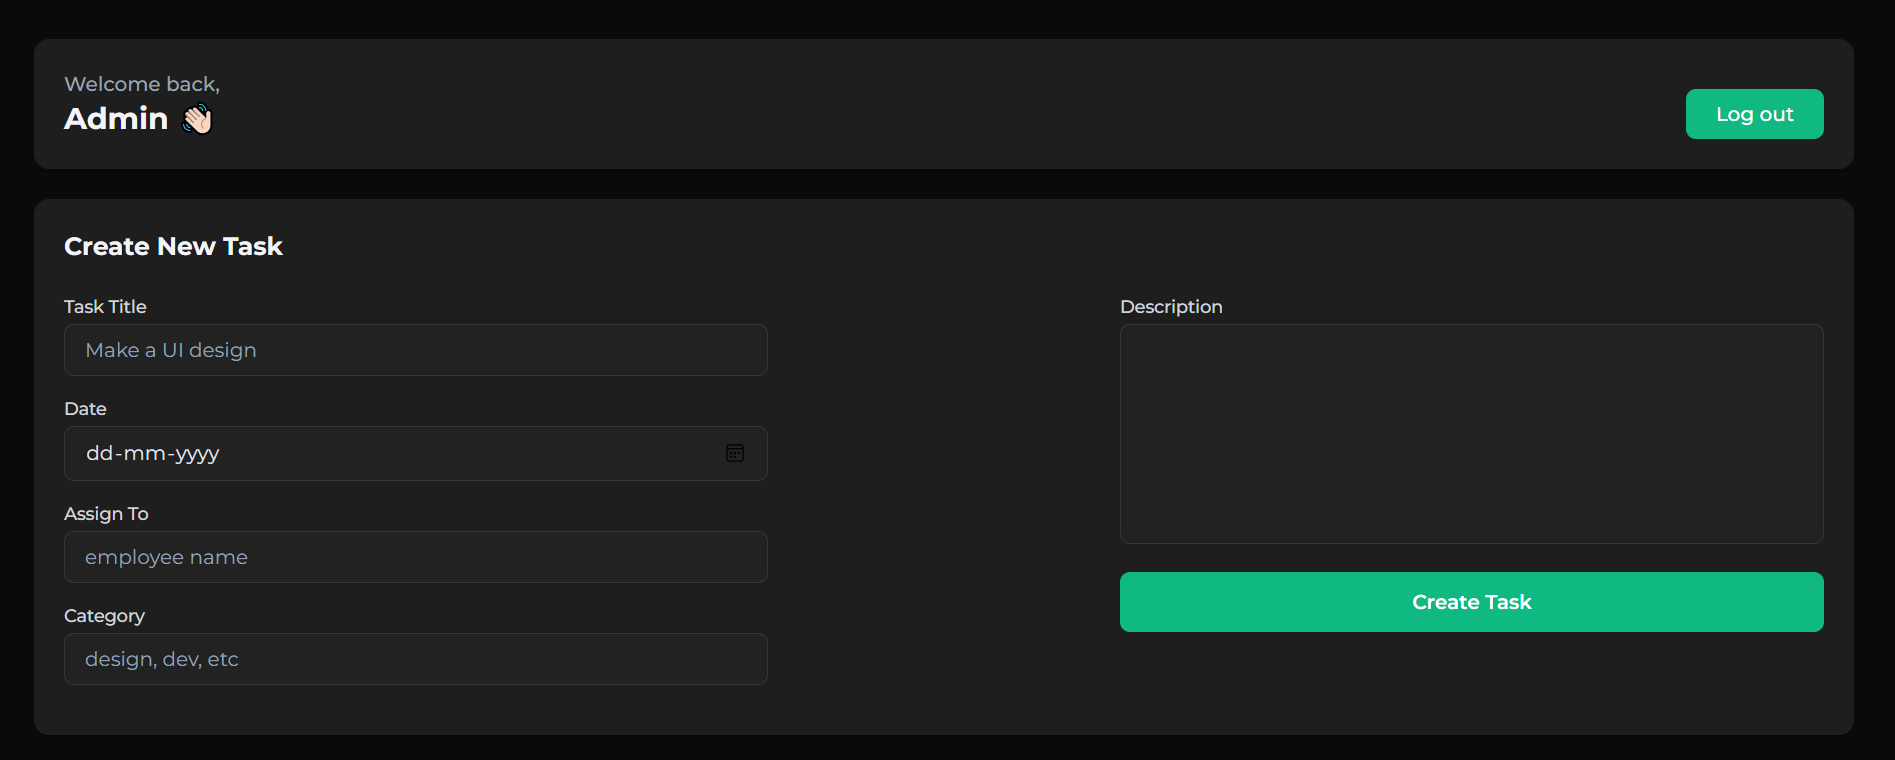 Welcome back,
Admin 👋🏻
Log out
Create New Task
Task Title
Make a UI design
Date
dd-mm-yyyy
Assign To
employee name
Category
design, dev, etc
Description
Create Task